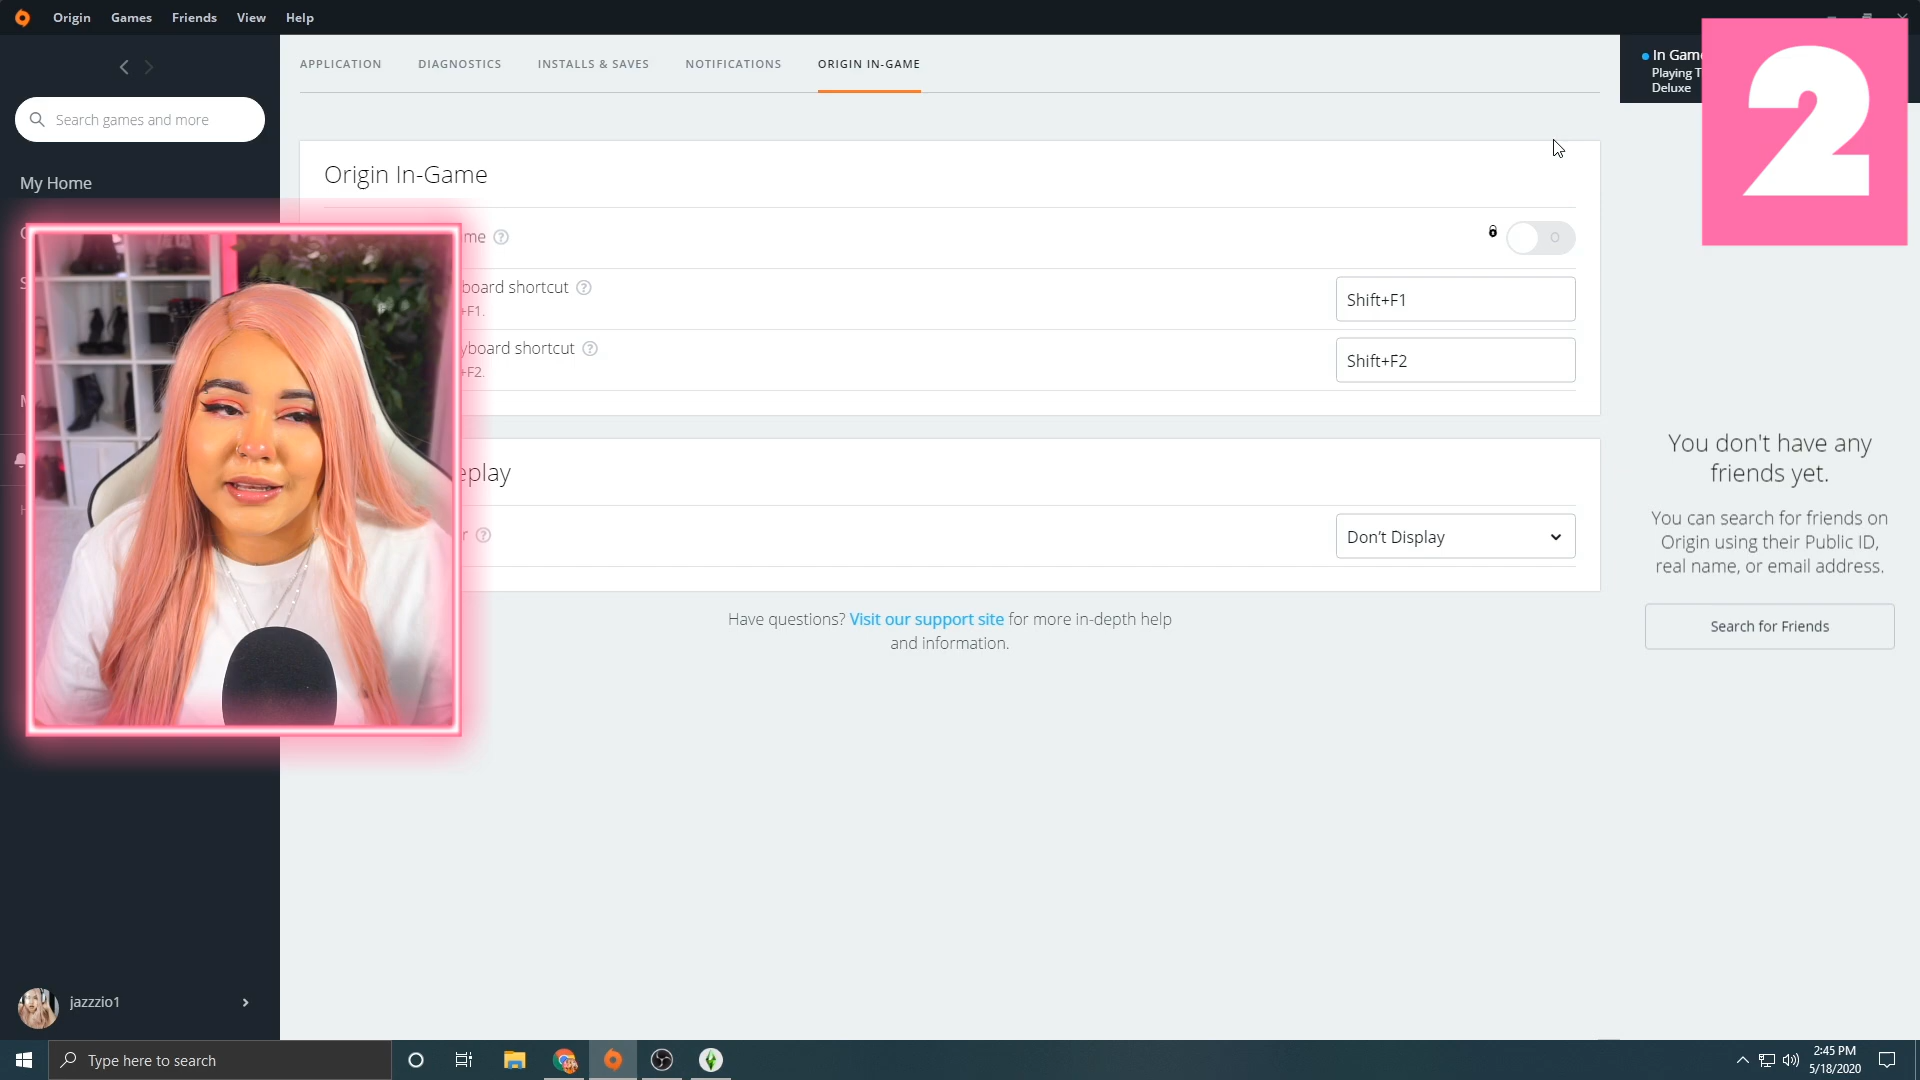 Origin Games Friends View Help
Search games and more
My Home
APPLICATION DIAGNOSTICS INSTALLS & SAVES NOTIFICATIONS ORIGIN IN-GAME
In Game
Playing T
Deluxe
2
Origin In-Game
me
board shortcut
+F1.
Shift+F1
yboard shortcut
+F2.
Shift+F2
eplay
r
Don't Display
Have questions? Visit our support site for more in-depth help
and information.
You don't have any
friends yet.
You can search for friends on
Origin using their Public ID,
real name, or email address.
Search for Friends
jazzzio1
Type here to search
2:45 PM
5/18/2020